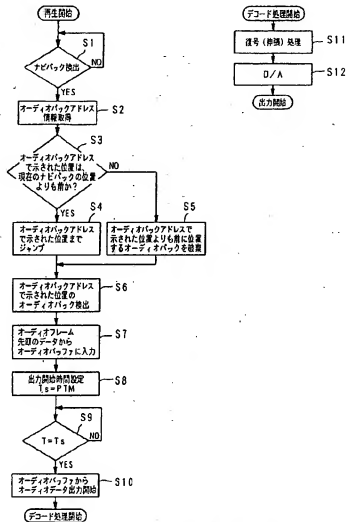 再生開始
S1
ナビパック検出
NO
YES
S2
オーディオパックアドレス
情報取得
S3
オーディオパックアドレス
で示された位置は、
現在のナビパックの位置
よりも前か？
NO
YES
S4
オーディオパックアドレス
で示された位置まで
ジャンプ
S5
オーディオパックアドレスで
示された位置よりも前に位置
するオーディオパックを破棄
S6
オーディオパックアドレス
で示された位置の
オーディオパック検出
S7
オーディオフレーム
先頭のデータから
オーディオバッファに入力
S8
出力開始時間設定
Ts=PTM
S9
T=Ts
NO
YES
S10
オーディオバッファから
オーディオデータ出力開始
デコード処理開始
デコード処理開始
S11
復号（伸張）処理
S12
D/A
出力開始